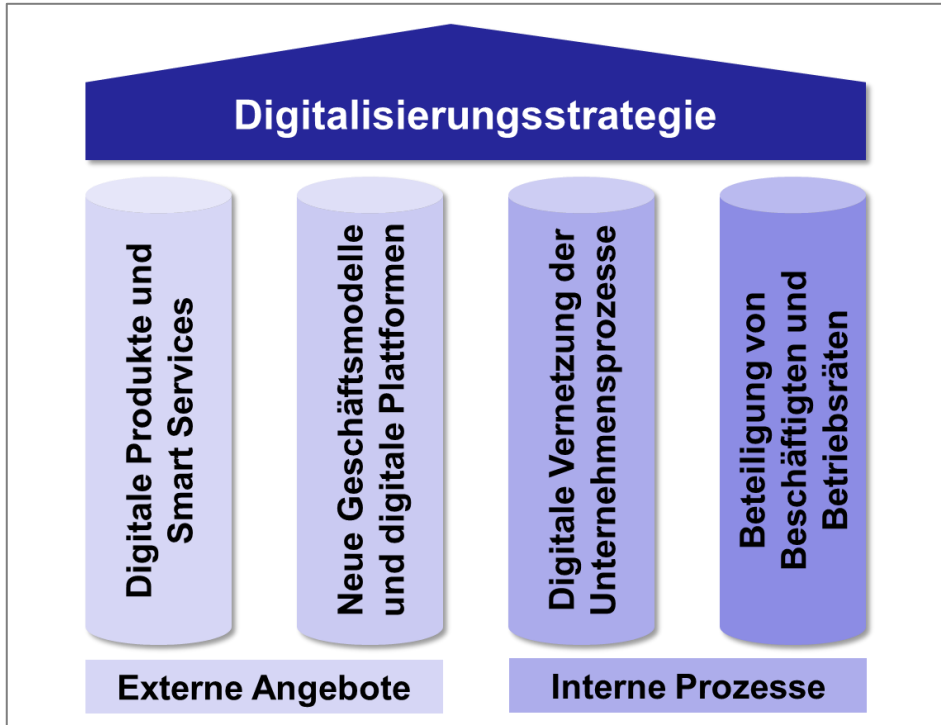 Digitalisierungsstrategie
Digitale Produkte und
Smart Services
Neue Geschäftsmodelle
und digitale Plattformen
Digitale Vernetzung der
Unternehmensprozesse
Beteiligung von
Beschäftigten und
Betriebsräten
Externe Angebote
Interne Prozesse